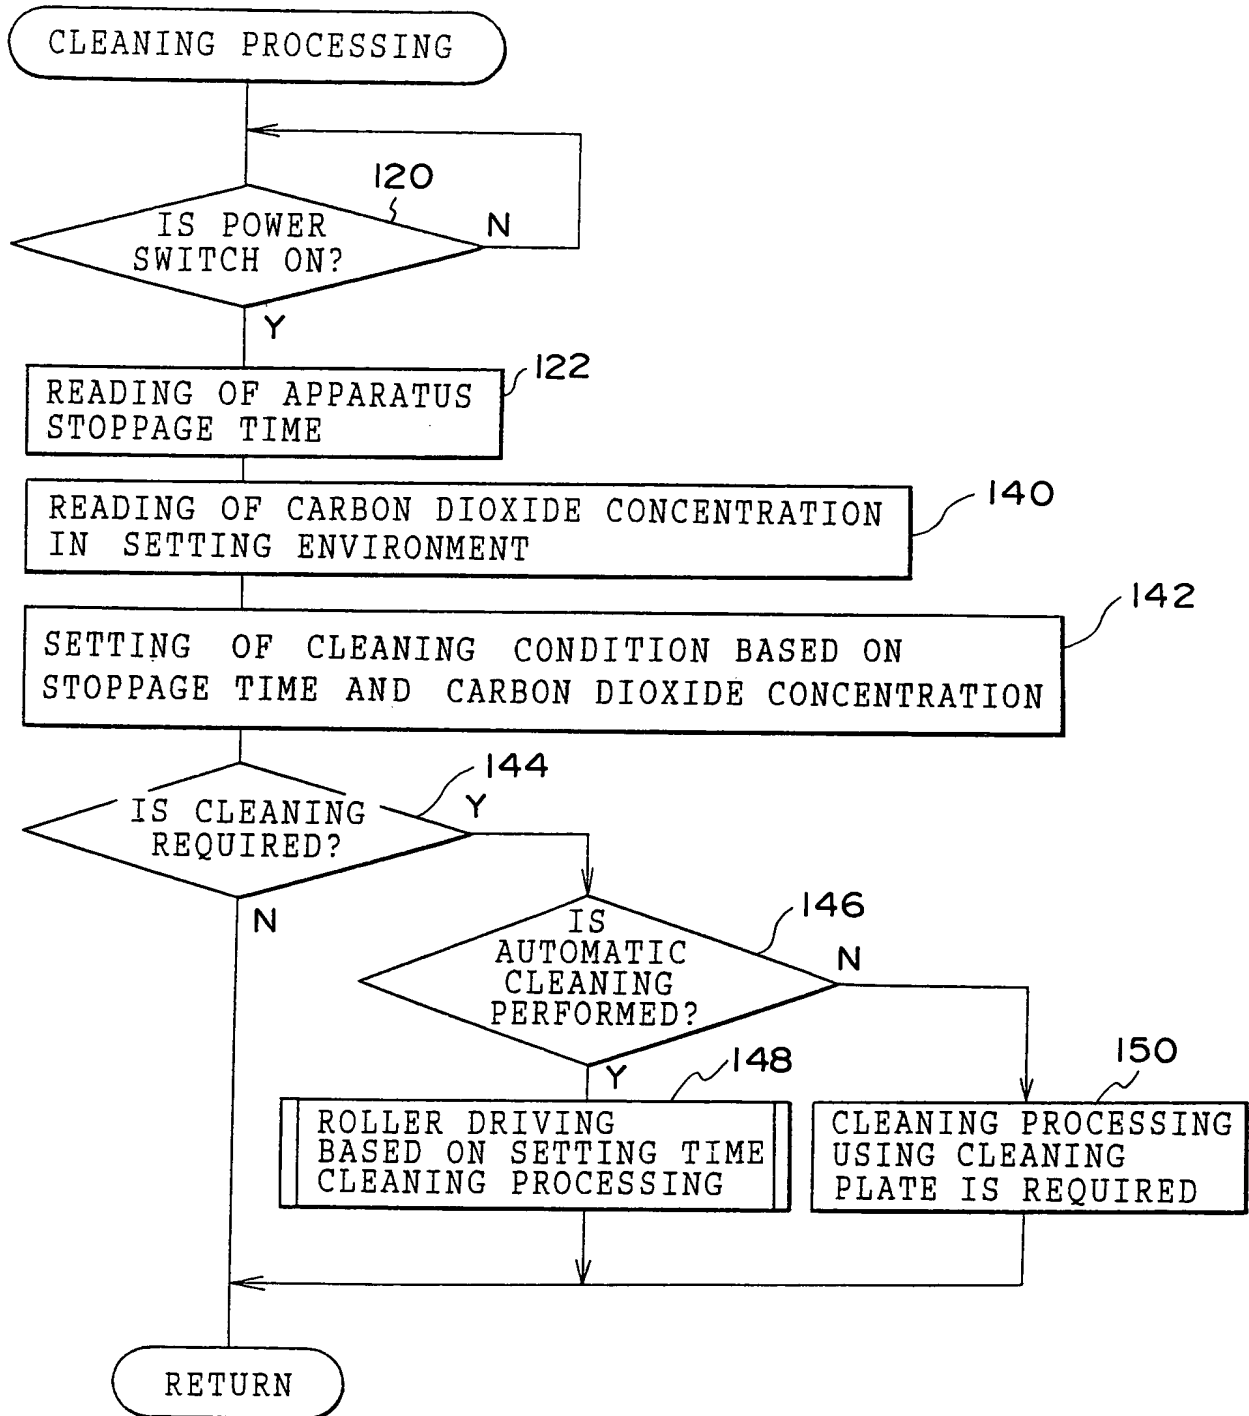 CLEANING PROCESSING
120
IS POWER
SWITCH ON?
N
Y
122
READING OF APPARATUS
STOPPAGE TIME
140
READING OF CARBON DIOXIDE CONCENTRATION
IN SETTING ENVIRONMENT
142
SETTING OF CLEANING CONDITION BASED ON
STOPPAGE TIME AND CARBON DIOXIDE CONCENTRATION
144
IS CLEANING
REQUIRED?
Y
N
146
IS
AUTOMATIC
CLEANING
PERFORMED?
N
Y
148
ROLLER DRIVING
BASED ON SETTING TIME
CLEANING PROCESSING
150
CLEANING PROCESSING
USING CLEANING
PLATE IS REQUIRED
RETURN